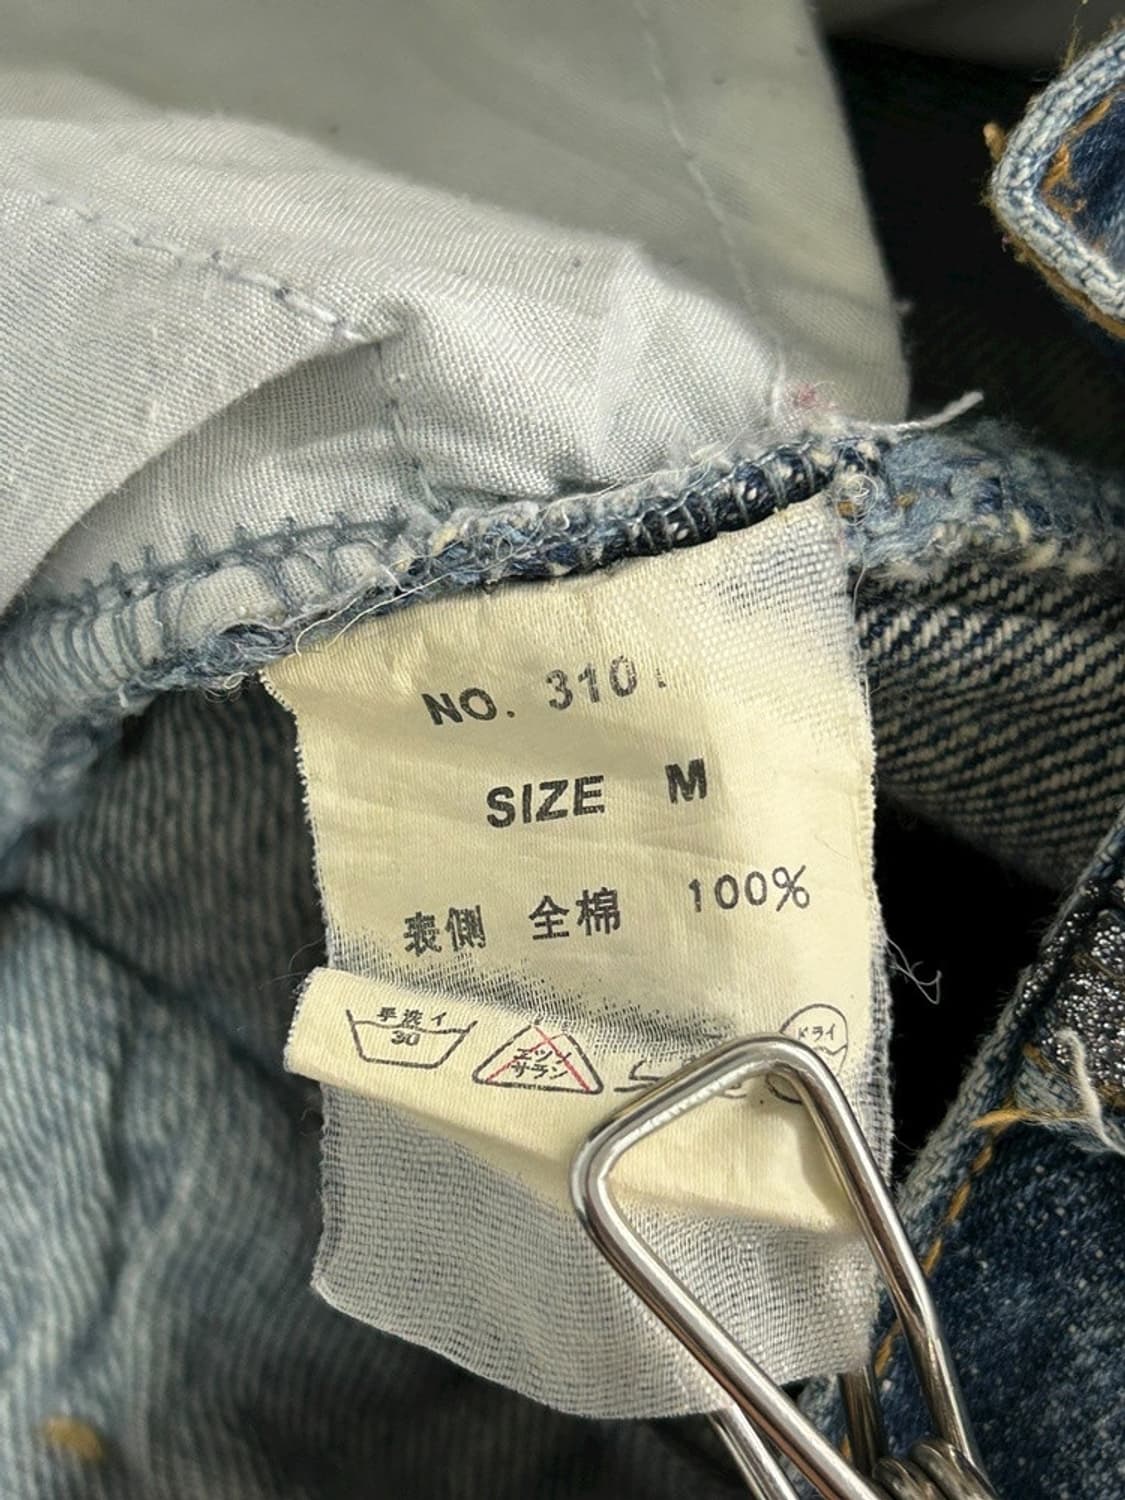 NO. 310
SIZE M
表側 全棉 100%
手洗イ
30
エンソ
サラシ
ドライ